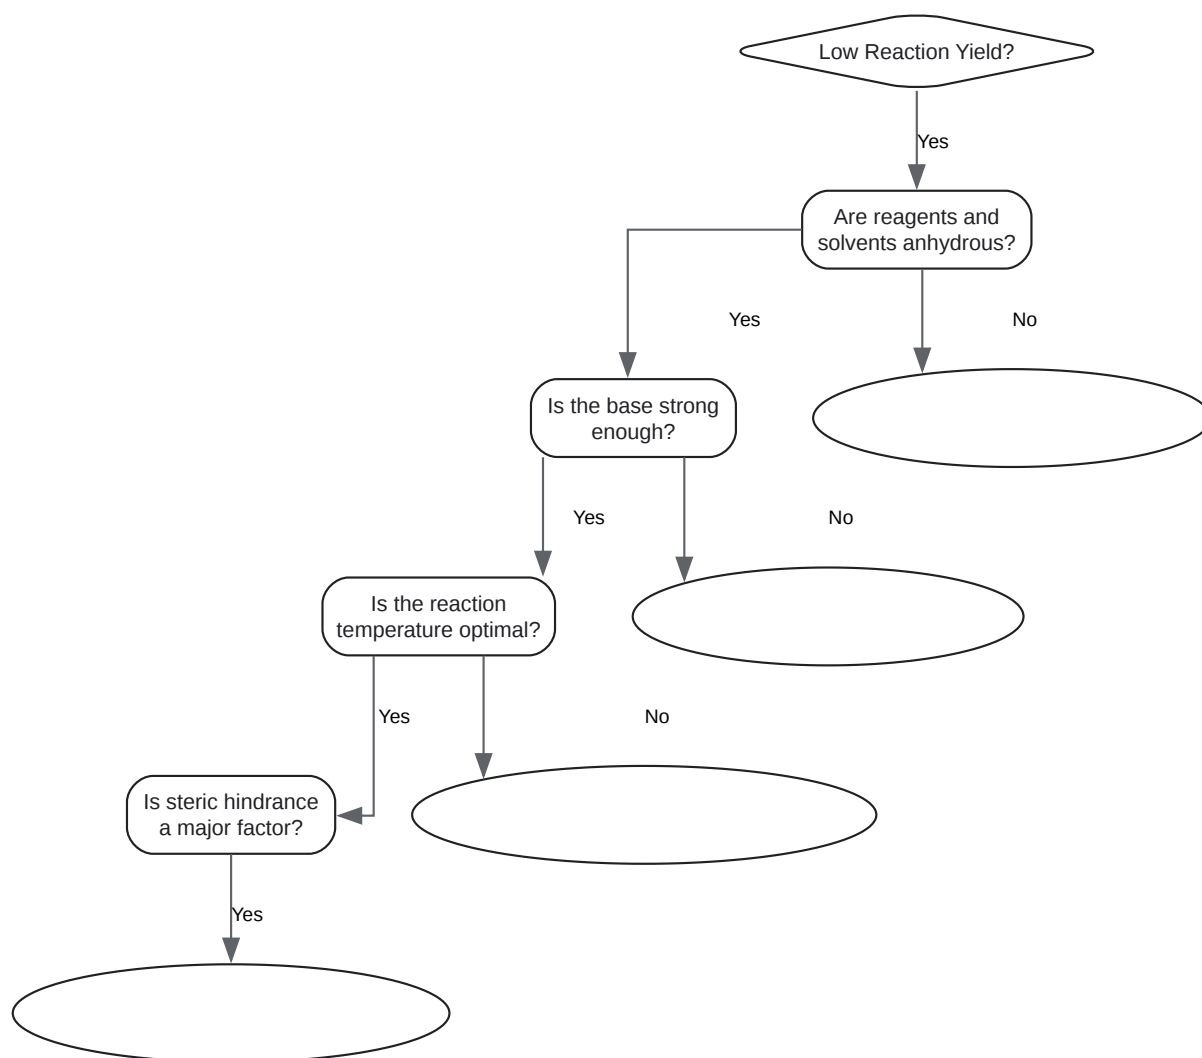 Low Reaction Yield?
Yes
Are reagents and
solvents anhydrous?
Yes
No
Is the base strong
enough?
Yes
No
Is the reaction
temperature optimal?
Yes
No
Is steric hindrance
a major factor?
Yes